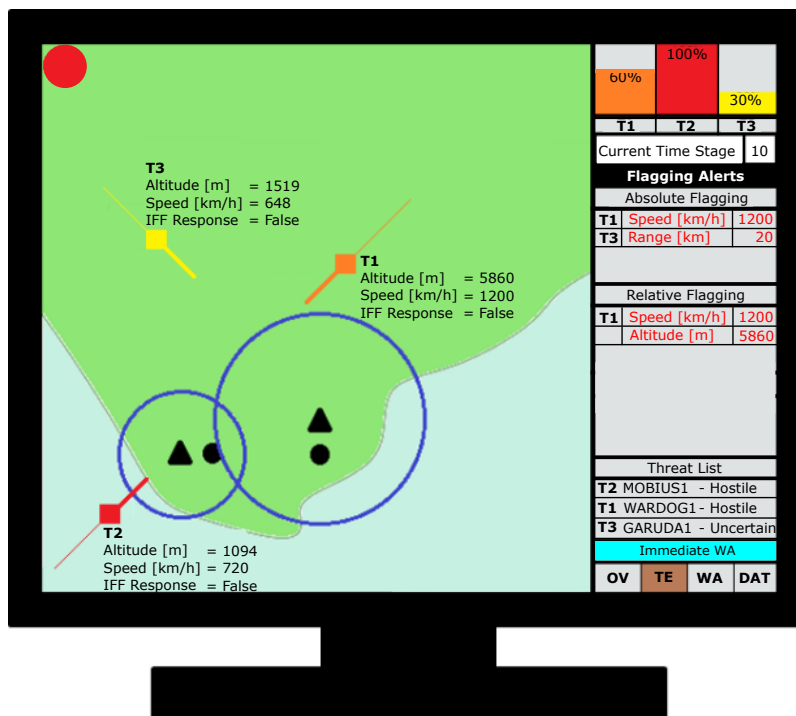 60%
100%
30%
T1 T2 T3
Current Time Stage 10
Flagging Alerts
Absolute Flagging
T1 Speed [km/h] 1200
T3 Range [km] 20
Relative Flagging
T1 Speed [km/h] 1200
Altitude [m] 5860
Threat List
T2 MOBIUS1 - Hostile
T1 WARDOG1 - Hostile
T3 GARUDA1 - Uncertain
Immediate WA
OV TE WA DAT
T3
Altitude [m] = 1519
Speed [km/h] = 648
IFF Response = False
T1
Altitude [m] = 5860
Speed [km/h] = 1200
IFF Response = False
T2
Altitude [m] = 1094
Speed [km/h] = 720
IFF Response = False